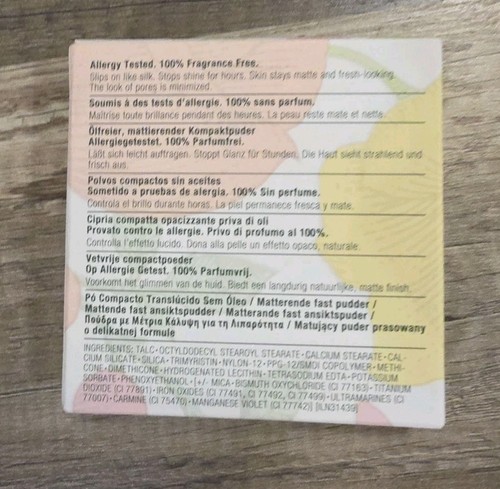 Allergy Tested. 100% Fragrance Free.
Slips on like silk. Stops shine for hours. Skin stays matte and fresh-looking.
The look of pores is minimized.
Soumis à des tests d'allergie. 100% sans parfum.
Maîtrise toute brillance pendant des heures. La peau reste mate et nette.
Ölfreier, mattierender Kompaktpuder
Allergiegetestet. 100% Parfumfrei.
Läßt sich leicht auftragen. Stoppt Glanz für Stunden. Die Haut sieht strahlend und
frisch aus.
Polvos compactos sin aceites
Sometido a pruebas de alergia. 100% Sin perfume.
Controla el brillo durante horas. La piel permanece fresca y mate.
Cipria compatta opacizzante priva di oli
Provato contro le allergie. Privo di profumo al 100%.
Controlla l'effetto lucido. Dona alla pelle un effetto opaco, naturale.
Vetvrije compactpoeder
Op Allergie Getest. 100% Parfumvrij.
Voorkomt het glimmen van de huid. Biedt een langdurig natuurlijke, matte finish.
Pó Compacto Translúcido Sem Óleo / Matterende fast pudder /
Mattende fast ansiktspudder / Matterande fast ansiktspuder /
Πούδρα με Μέτρια Κάλυψη για τη Λιπαρότητα / Matujący puder prasowany
o delikatnej formule
INGREDIENTS: TALC • OCTYLDODECYL STEAROYL STEARATE • CALCIUM STEARATE • CAL-
CIUM SILICATE • SILICA • TRIMYRISTIN • NYLON-12 • PPG-12/SMDI COPOLYMER • METHI-
CONE • DIMETHICONE • HYDROGENATED LECITHIN • TETRASODIUM EDTA • POTASSIUM
SORBATE • PHENOXYETHANOL • [+/- MICA • BISMUTH OXYCHLORIDE (CI 77163) • TITANIUM
DIOXIDE (CI 77891) • IRON OXIDES (CI 77491, CI 77492, CI 77499) • ULTRAMARINES (CI
77007) • CARMINE (CI 75470) • MANGANESE VIOLET (CI 77742)] [ILN31439]